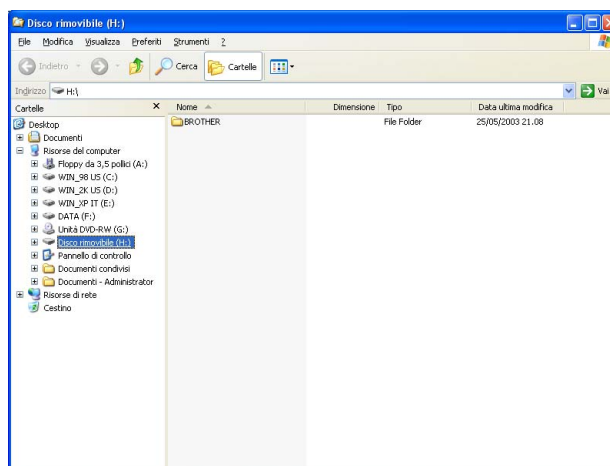 Disco rimovibile (H:)
File Modifica Visualizza Preferiti Strumenti ?
Indietro Cerca Cartelle
Indirizzo H:\ Vai
Cartelle × Nome Dimensione Tipo Data ultima modifica
Desktop BROTHER File Folder 25/05/2003 21.08
Documenti
Risorse del computer
Floppy da 3,5 pollici (A:)
WIN_98 US (C:)
WIN_2K US (D:)
WIN_XP IT (E:)
DATA (F:)
Unità DVD-RW (G:)
Disco rimovibile (H:)
Pannello di controllo
Documenti condivisi
Documenti - Administrator
Risorse di rete
Cestino